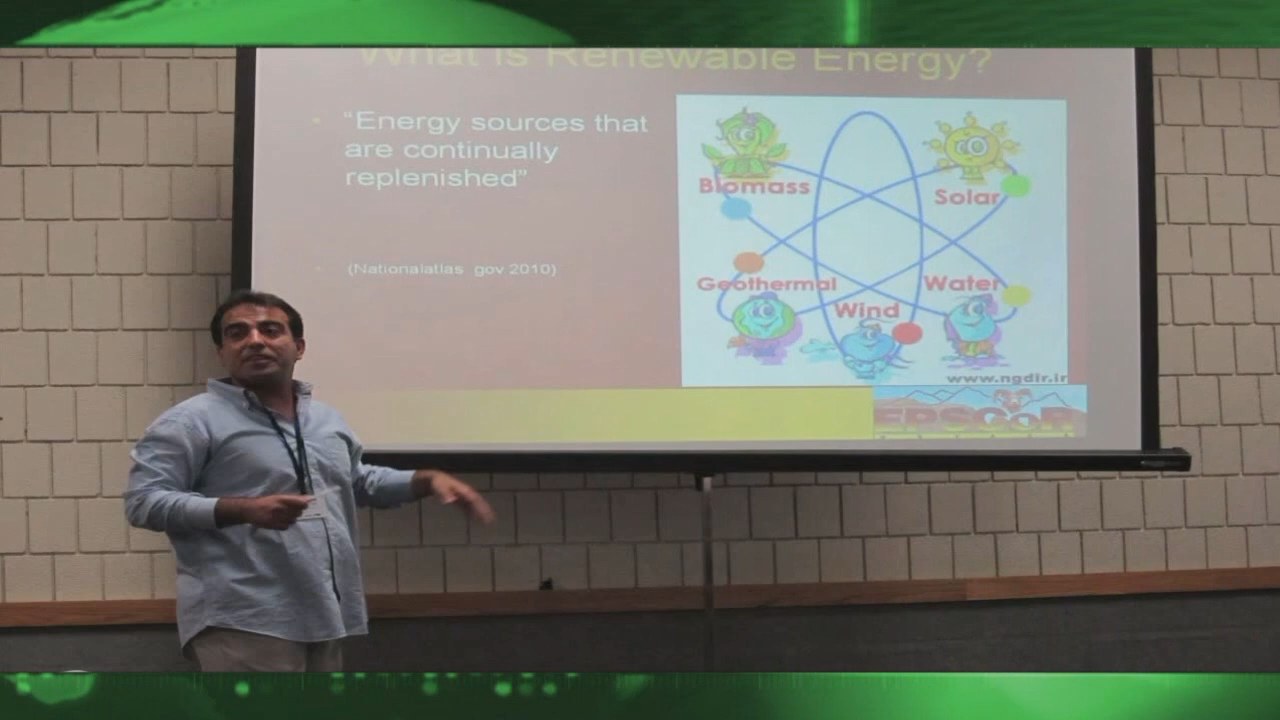 What is Renewable Energy?
“Energy sources that
are continually
replenished”
(Nationalatlas gov 2010)
Biomass
Solar
Geothermal
Water
Wind
www.ngdir.ir
EPSCoR